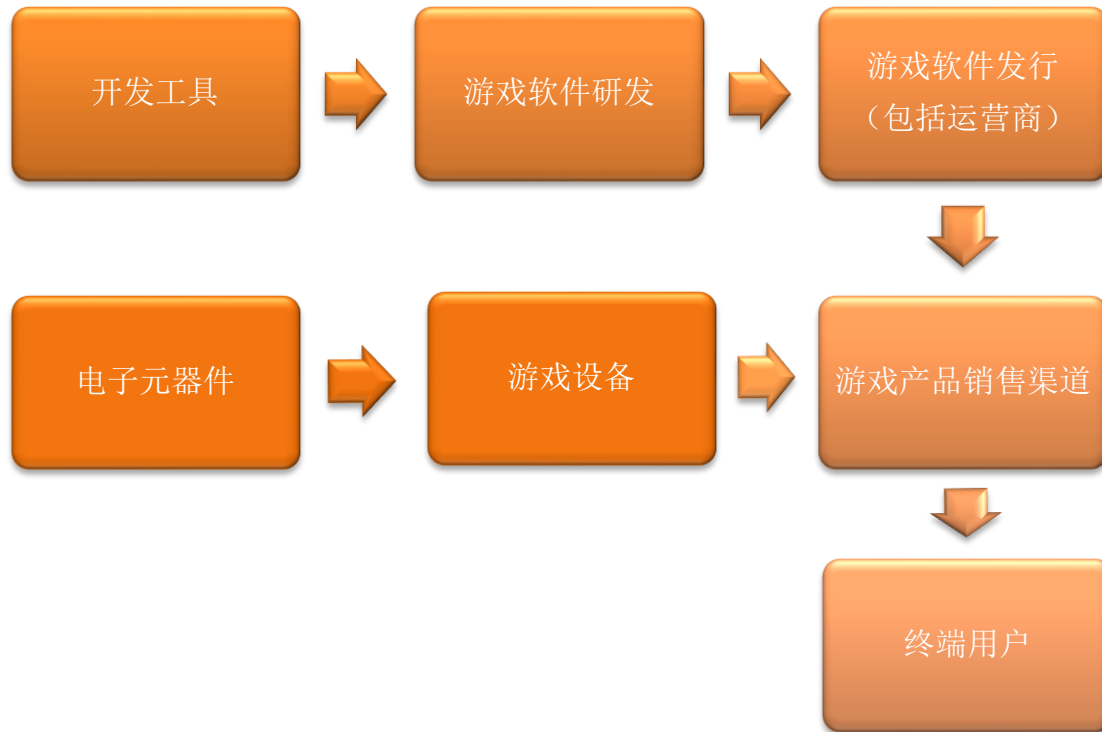 开发工具
游戏软件研发
游戏软件发行
（包括运营商）
电子元器件
游戏设备
游戏产品销售渠道
终端用户